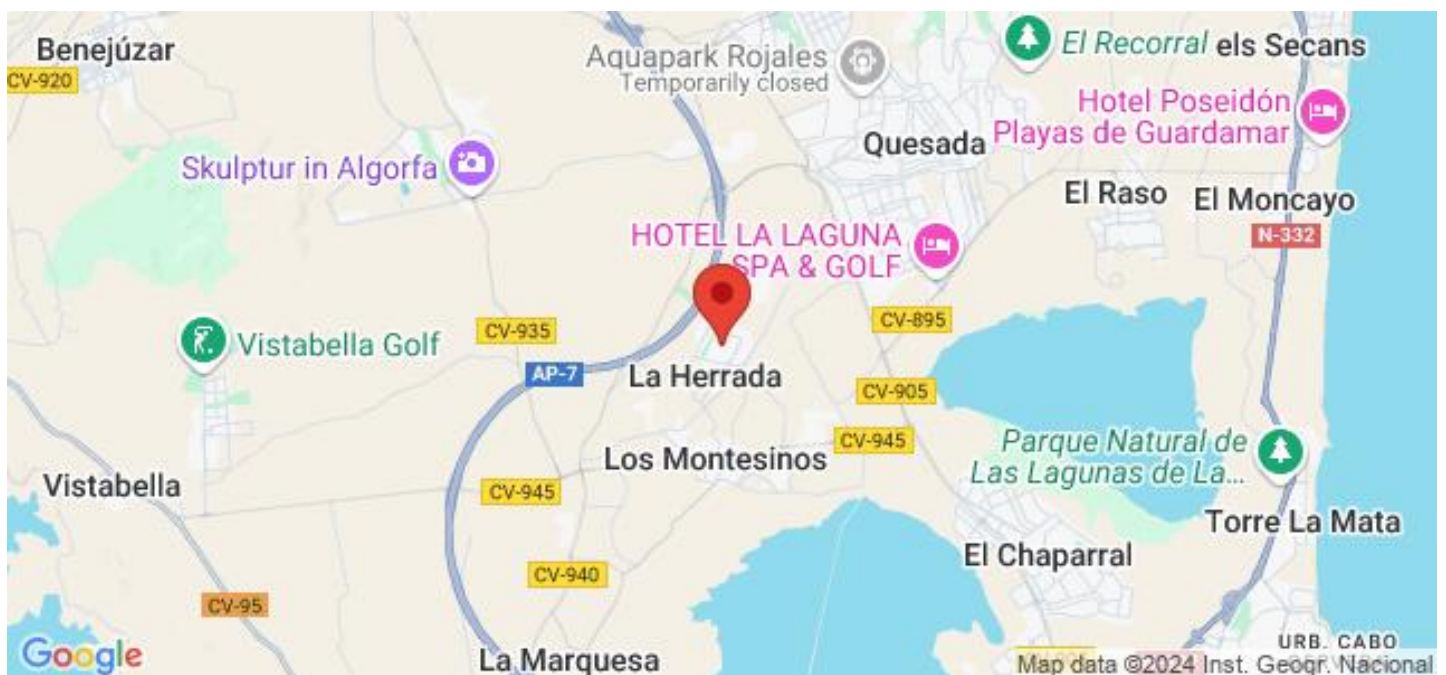 Benejúzar
CV-920
Aquapark Rojales
Temporarily closed
El Recorral
els Secans
Hotel Poseidón
Playas de Guardamar
Quesada
Skulptur in Algorfa
El Raso
El Moncayo
N-332
HOTEL LA LAGUNA
SPA & GOLF
CV-935
CV-895
Vistabella Golf
AP-7
La Herrada
CV-905
CV-945
Los Montesinos
Parque Natural de
Las Lagunas de La...
Vistabella
CV-945
Torre La Mata
El Chaparral
CV-940
CV-95
Google
La Marquesa
URB. CABO
Map data ©2024 Inst. Geogr. Nacional